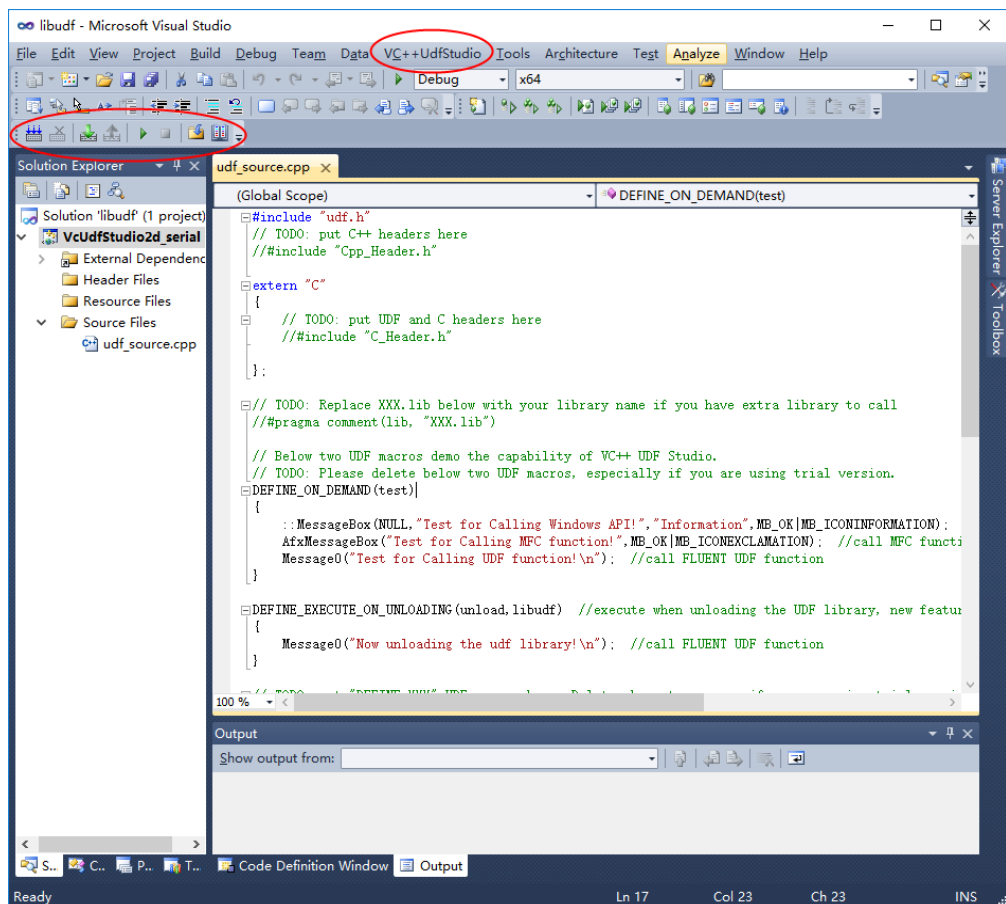 libudf - Microsoft Visual Studio
File Edit View Project Build Debug Team Data VC++UdfStudio Tools Architecture Test Analyze Window Help
Debug x64
Solution Explorer
udf_source.cpp
(Global Scope) DEFINE_ON_DEMAND(test)
Solution 'libudf' (1 project)
VcUdfStudio2d_serial
External Dependenc
Header Files
Resource Files
Source Files
udf_source.cpp
#include "udf.h"
// TODO: put C++ headers here
//#include "Cpp_Header.h"
extern "C"
{
// TODO: put UDF and C headers here
//#include "C_Header.h"
};
// TODO: Replace XXX.lib below with your library name if you have extra library to call
//#pragma comment(lib, "XXX.lib")
// Below two UDF macros demo the capability of VC++ UDF Studio.
// TODO: Please delete below two UDF macros, especially if you are using trial version.
DEFINE_ON_DEMAND(test)
{
::MessageBox(NULL,"Test for Calling Windows API!","Information",MB_OK|MB_ICONINFORMATION);
AfxMessageBox("Test for Calling MFC function!",MB_OK|MB_ICONEXCLAMATION); //call MFC functi
Message0("Test for Calling UDF function!\n"); //call FLUENT UDF function
}
DEFINE_EXECUTE_ON_UNLOADING(unload,libudf) //execute when unloading the UDF library, new featur
{
Message0("Now unloading the udf library!\n"); //call FLUENT UDF function
}
100 %
Server Explorer
Toolbox
Output
Show output from:
S... C.. P... T...
Code Definition Window Output
Ready Ln 17 Col 23 Ch 23 INS